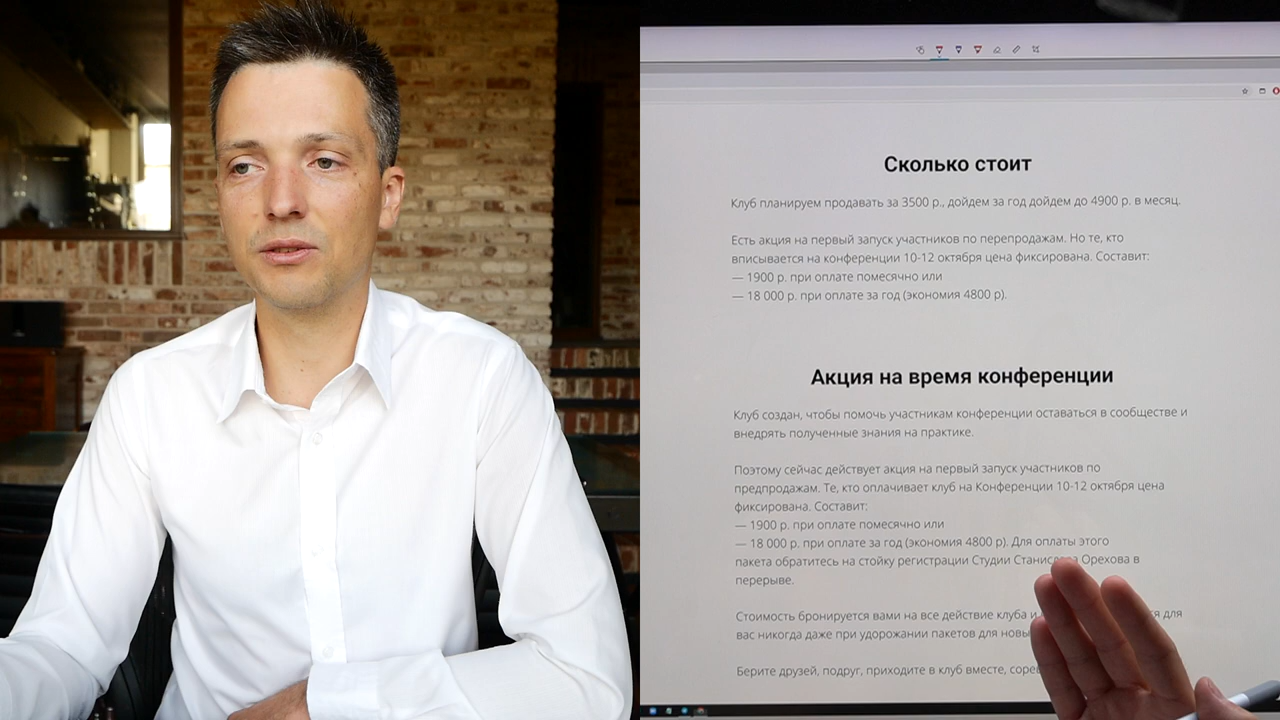 Сколько стоит
Клуб планируем продавать за 3500 р., дойдем за год дойдем до 4900 р. в месяц.
Есть акция на первый запуск участников по перепродажам. Но те, кто
вписывается на конференции 10-12 октября цена фиксирована. Составит:
— 1900 р. при оплате помесячно или
— 18 000 р. при оплате за год (экономия 4800 р).
Акция на время конференции
Клуб создан, чтобы помочь участникам конференции оставаться в сообществе и
внедрять полученные знания на практике.
Поэтому сейчас действует акция на первый запуск участников по
предпродажам. Те, кто оплачивает клуб на Конференции 10-12 октября цена
фиксирована. Составит:
— 1900 р. при оплате помесячно или
— 18 000 р. при оплате за год (экономия 4800 р). Для оплаты этого
пакета обратитесь на стойку регистрации Студии Станислава Орехова в
перерыве.
Стоимость бронируется вами на все действие клуба и для
вас никогда даже при удорожании пакетов для
Берите друзей, подруг, приходите в клуб вместе,